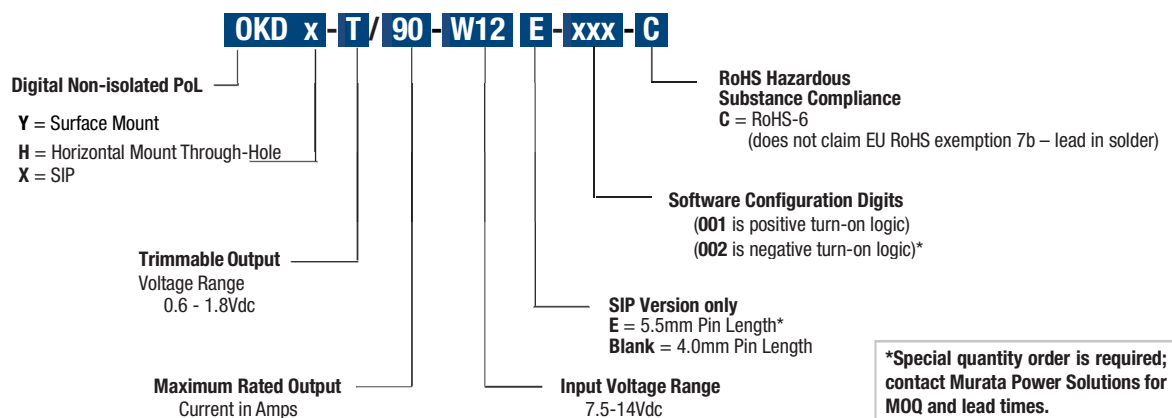 OKD x - T / 90 - W12 E - xxx - C
Digital Non-isolated PoL
Y = Surface Mount
H = Horizontal Mount Through-Hole
X = SIP
RoHS Hazardous
Substance Compliance
C = RoHS-6
(does not claim EU RoHS exemption 7b – lead in solder)
Software Configuration Digits
(001 is positive turn-on logic)
(002 is negative turn-on logic)*
Trimmable Output
Voltage Range
0.6 - 1.8Vdc
SIP Version only
E = 5.5mm Pin Length*
Blank = 4.0mm Pin Length
Maximum Rated Output
Current in Amps
Input Voltage Range
7.5-14Vdc
*Special quantity order is required;
contact Murata Power Solutions for
MOQ and lead times.